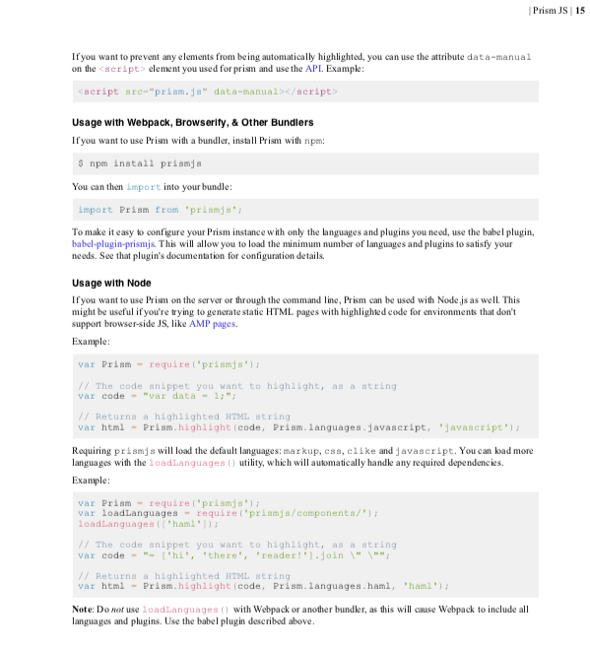 | Prism JS | 15
If you want to prevent any elements from being automatically highlighted, you can use the attribute data-manual
on the <script> element you used for prism and use the API. Example:
<script src="prism.js" data-manual></script>
Usage with Webpack, Browserify, & Other Bundlers
If you want to use Prism with a bundler, install Prism with npm:
$ npm install prismjs
You can then import into your bundle:
import Prism from 'prismjs';
To make it easy to configure your Prism instance with only the languages and plugins you need, use the babel plugin,
babel-plugin-prismjs. This will allow you to load the minimum number of languages and plugins to satisfy your
needs. See that plugin's documentation for configuration details.
Usage with Node
If you want to use Prism on the server or through the command line, Prism can be used with Node.js as well. This
might be useful if you're trying to generate static HTML pages with highlighted code for environments that don't
support browser-side JS, like AMP pages.
Example:
var Prism = require('prismjs');
// The code snippet you want to highlight, as a string
var code = "var data = 1;";
// Returns a highlighted HTML string
var html = Prism.highlight(code, Prism.languages.javascript, 'javascript');
Requiring prismjs will load the default languages: markup, css, clike and javascript. You can load more
languages with the loadLanguages() utility, which will automatically handle any required dependencies.
Example:
var Prism = require('prismjs');
var loadLanguages = require('prismjs/components/');
loadLanguages(['haml']);
// The code snippet you want to highlight, as a string
var code = "= ['hi', 'there', 'reader!'].join \" \"";
// Returns a highlighted HTML string
var html = Prism.highlight(code, Prism.languages.haml, 'haml');
Note: Do not use loadLanguages() with Webpack or another bundler, as this will cause Webpack to include all
languages and plugins. Use the babel plugin described above.